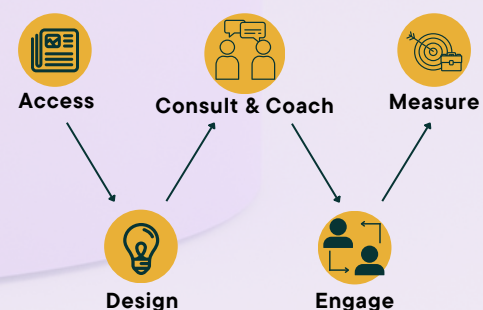 Access
Consult & Coach
Measure
Design
Engage